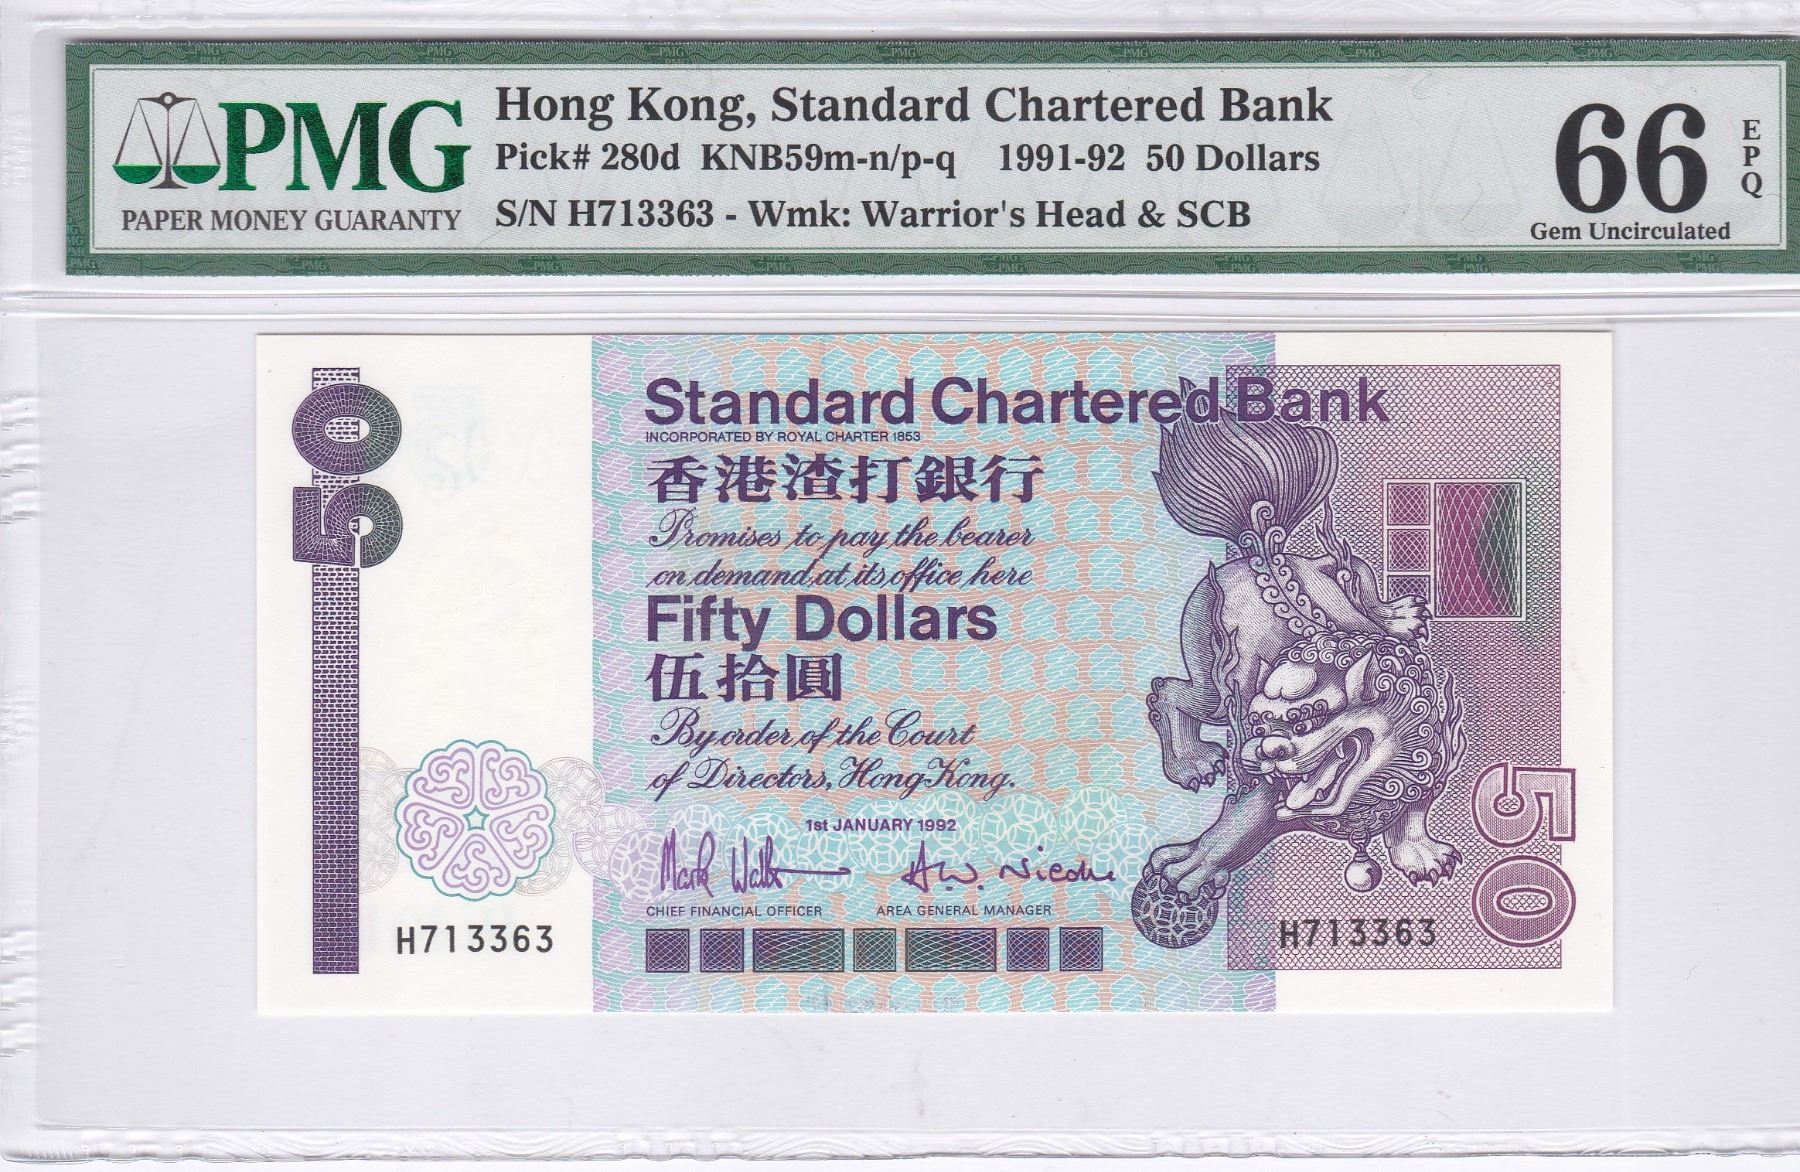 PMG
PAPER MONEY GUARANTY
Hong Kong, Standard Chartered Bank
Pick# 280d KNB59m-n/p-q 1991-92 50 Dollars
S/N H713363 - Wmk: Warrior's Head & SCB
66
EPQ
Gem Uncirculated
50
Standard Chartered Bank
INCORPORATED BY ROYAL CHARTER 1853
香港渣打銀行
Promises to pay the bearer
on demand at its office here
Fifty Dollars
伍拾圓
By order of the Court
of Directors, Hong Kong.
1st JANUARY 1992
CHIEF FINANCIAL OFFICER AREA GENERAL MANAGER
H713363 H713363
50